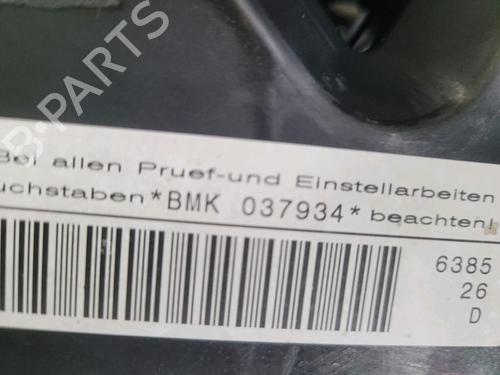 B-PARTS
Bei allen Pruef-und Einstellarbeiten
uchstaben*BMK 037934* beachten!
6385
26
D